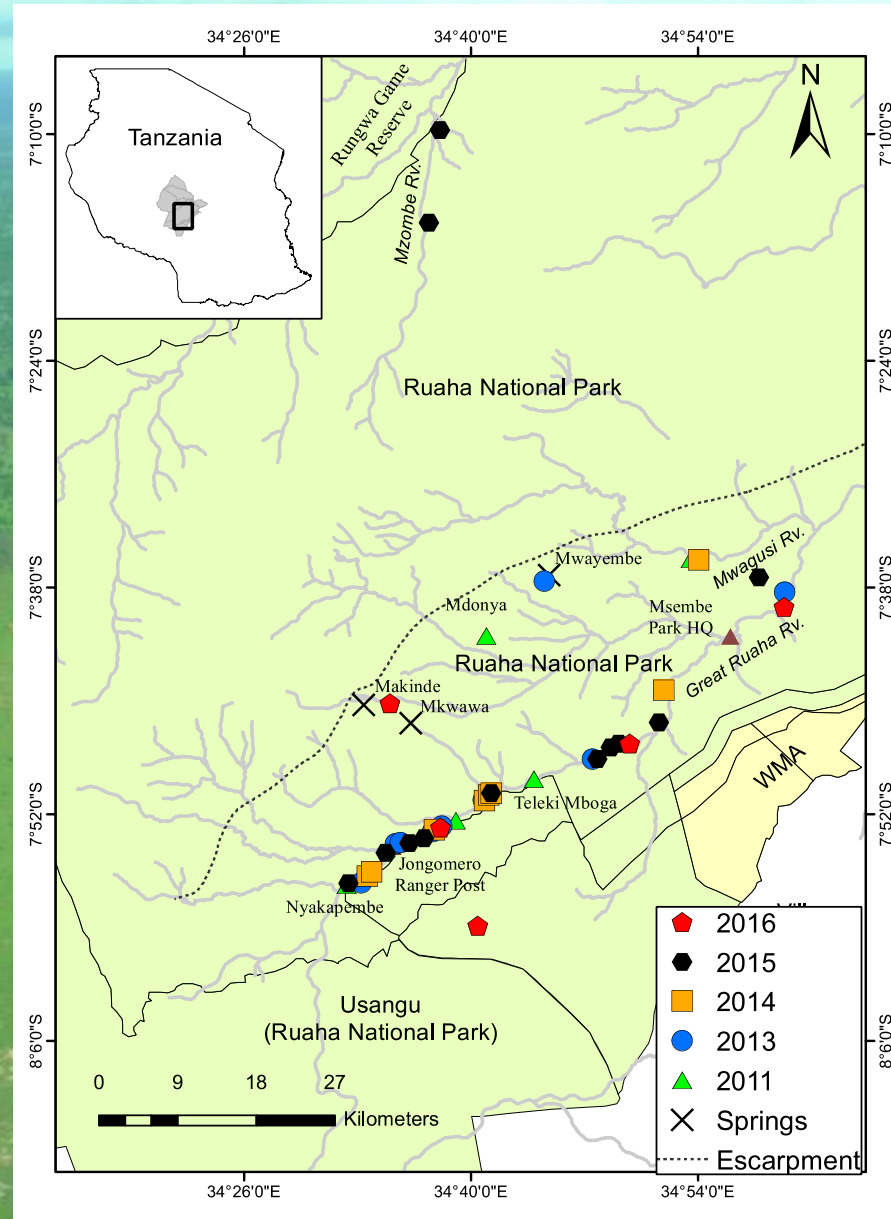 34°26'0"E
34°40'0"E
34°54'0"E
N
Tanzania
Rungwa Game
Reserve
Mzombe Rv.
7°10'0"S
7°10'0"S
7°24'0"S
7°24'0"S
Ruaha National Park
Mwayembe
Mwagusi Rv.
7°38'0"S
7°38'0"S
Mdonya
Msembe
Park HQ
Ruaha National Park
Great Ruaha Rv.
Makinde
Mkwawa
WMA
Teleki Mboga
7°52'0"S
7°52'0"S
Jongomero
Ranger Post
Nyakapembe
Usangu
(Ruaha National Park)
8°6'0"S
8°6'0"S
2016
2015
2014
2013
2011
Springs
Escarpment
0 9 18 27
Kilometers
34°26'0"E
34°40'0"E
34°54'0"E